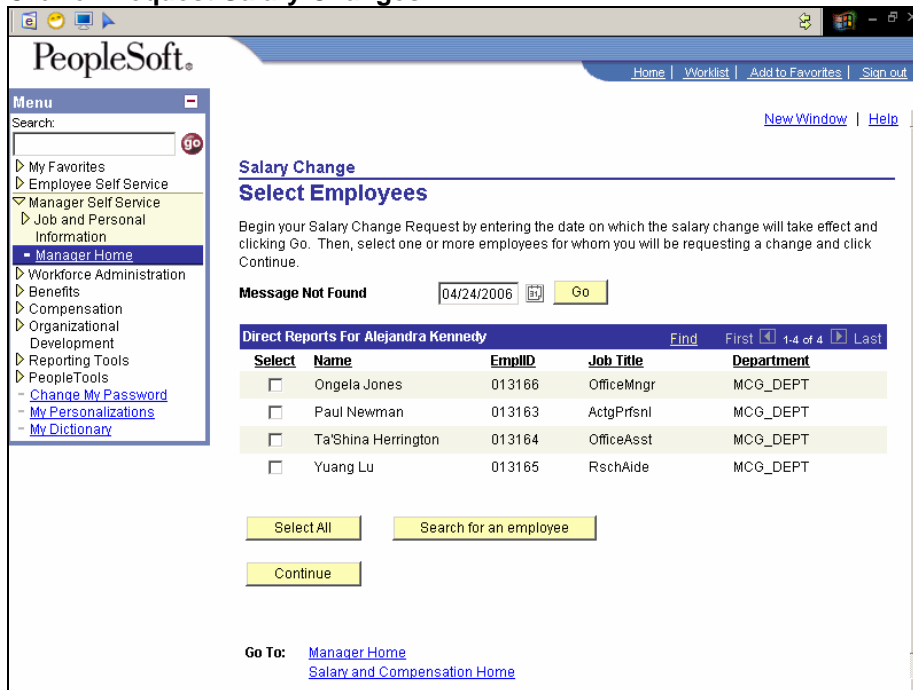 PeopleSoft®
Home | Worklist | Add to Favorites | Sign out
Menu
Search:
go
My Favorites
Employee Self Service
Manager Self Service
Job and Personal
Information
- Manager Home
Workforce Administration
Benefits
Compensation
Organizational
Development
Reporting Tools
PeopleTools
- Change My Password
- My Personalizations
- My Dictionary
New Window | Help
Salary Change
Select Employees
Begin your Salary Change Request by entering the date on which the salary change will take effect and
clicking Go. Then, select one or more employees for whom you will be requesting a change and click
Continue.
Message Not Found 04/24/2006 31 Go
Direct Reports For Alejandra Kennedy Find First 1-4 of 4 Last
Select Name EmplID Job Title Department
Ongela Jones 013166 OfficeMngr MCG_DEPT
Paul Newman 013163 ActgPrfsnl MCG_DEPT
Ta'Shina Herrington 013164 OfficeAsst MCG_DEPT
Yuang Lu 013165 RschAide MCG_DEPT
Select All Search for an employee
Continue
Go To: Manager Home
Salary and Compensation Home